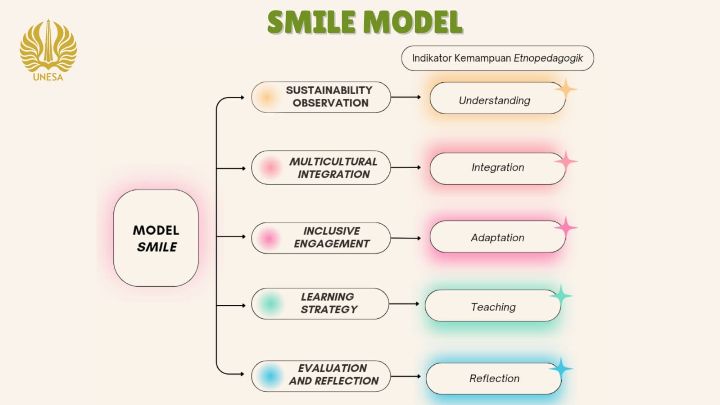 SMILE MODEL
UNESA
Indikator Kemampuan Etnopedagogik
SUSTAINABILITY
OBSERVATION
Understanding
MULTICULTURAL
INTEGRATION
Integration
MODEL
SMILE
INCLUSIVE
ENGAGEMENT
Adaptation
LEARNING
STRATEGY
Teaching
EVALUATION
AND REFLECTION
Reflection